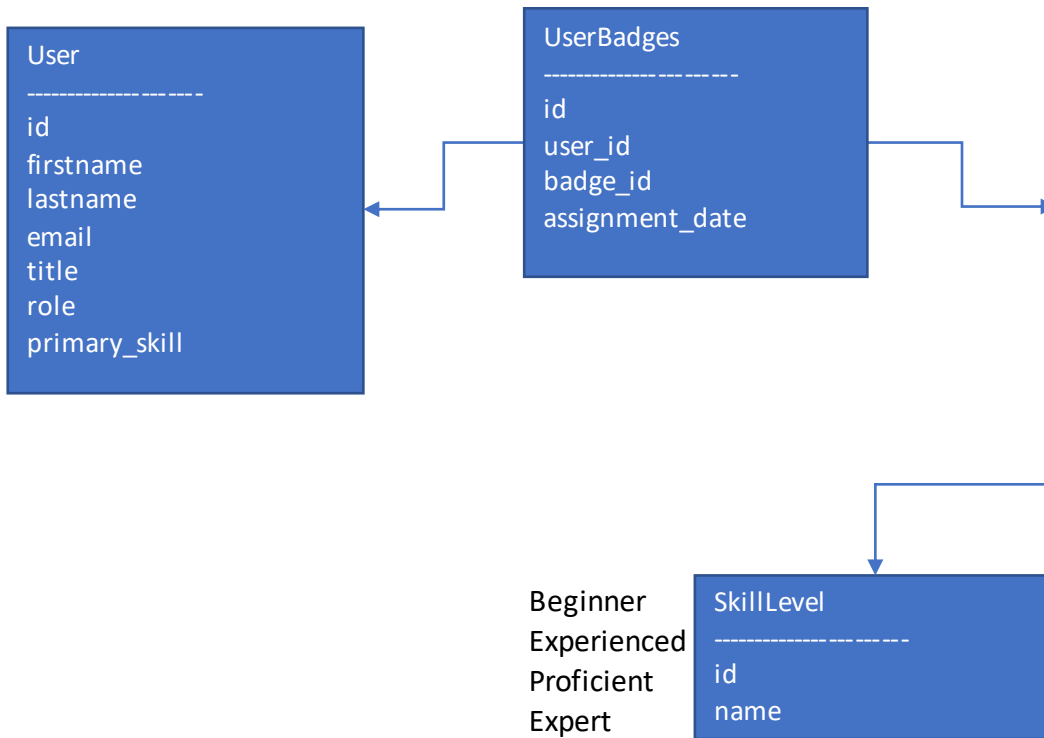 User
---------------------
id
firstname
lastname
email
title
role
primary_skill
UserBadges
-----------------------
id
user_id
badge_id
assignment_date
Beginner
Experienced
Proficient
Expert
SkillLevel
-----------------------
id
name